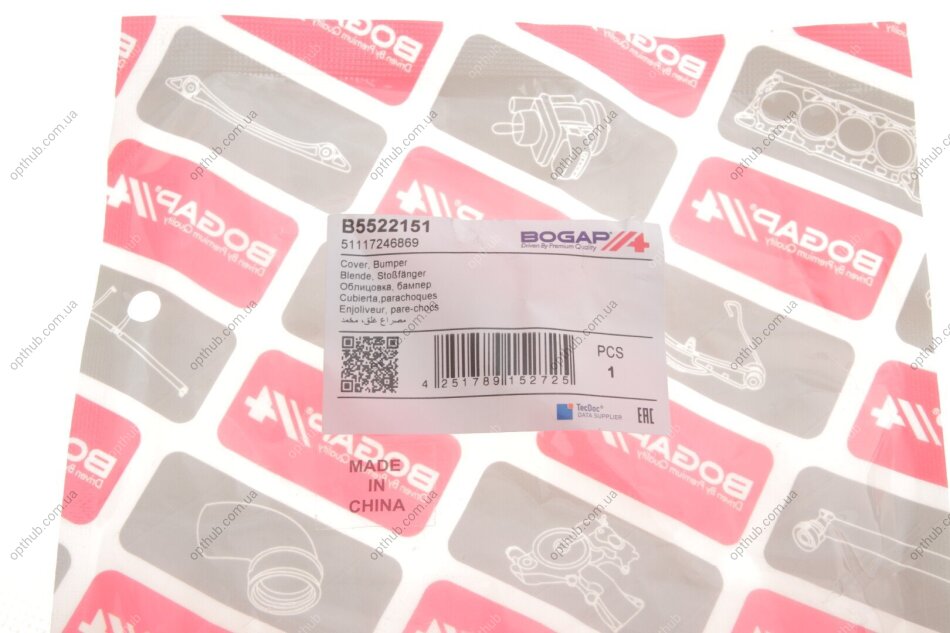 B5522151
51117246869
BOGAP
Driven By Premium Quality
Cover, Bumper
Blende, Stoßfänger
Облицовка, бампер
Cubierta,parachoques
Enjoliveur, pare-chocs
4 251789 152725
PCS
1
TecDoc®
DATA SUPPLIER
EAC
MADE
IN
CHINA
BOGAP®
Driven By Premium Quality
opthub.com.ua